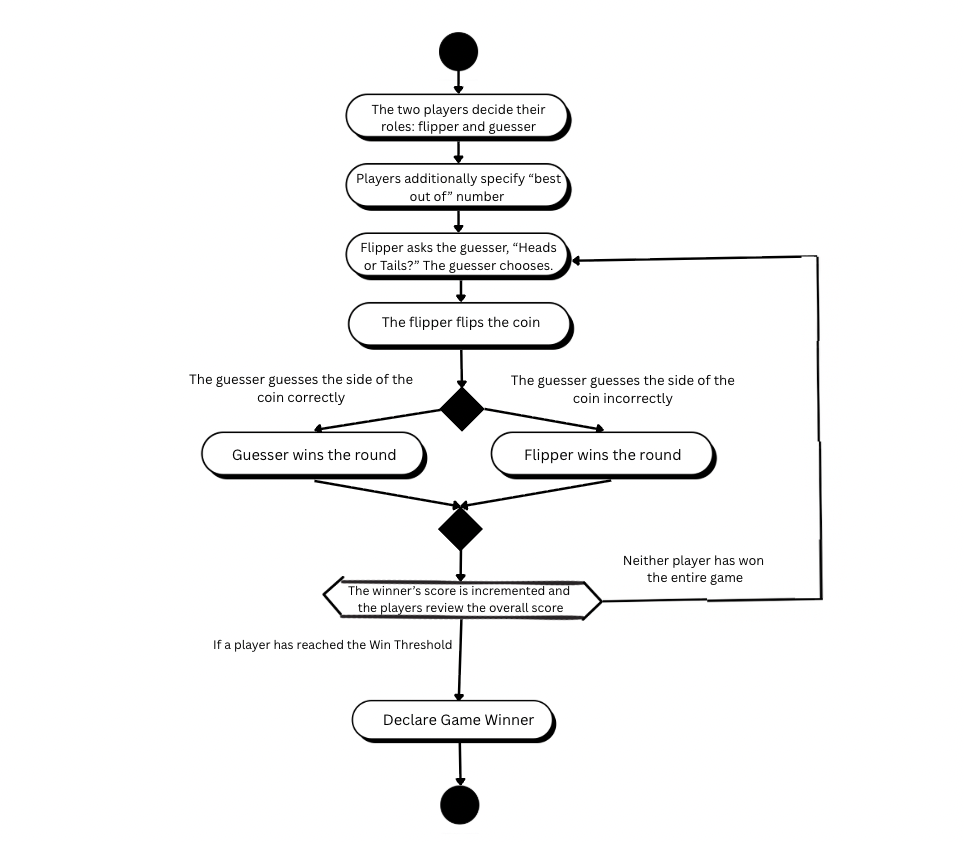 The two players decide their
roles: flipper and guesser
Players additionally specify “best
out of” number
Flipper asks the guesser, “Heads
or Tails?” The guesser chooses.
The flipper flips the coin
The guesser guesses the side of the
coin correctly
The guesser guesses the side of the
coin incorrectly
Guesser wins the round
Flipper wins the round
Neither player has won
the entire game
The winner’s score is incremented and
the players review the overall score
If a player has reached the Win Threshold
Declare Game Winner